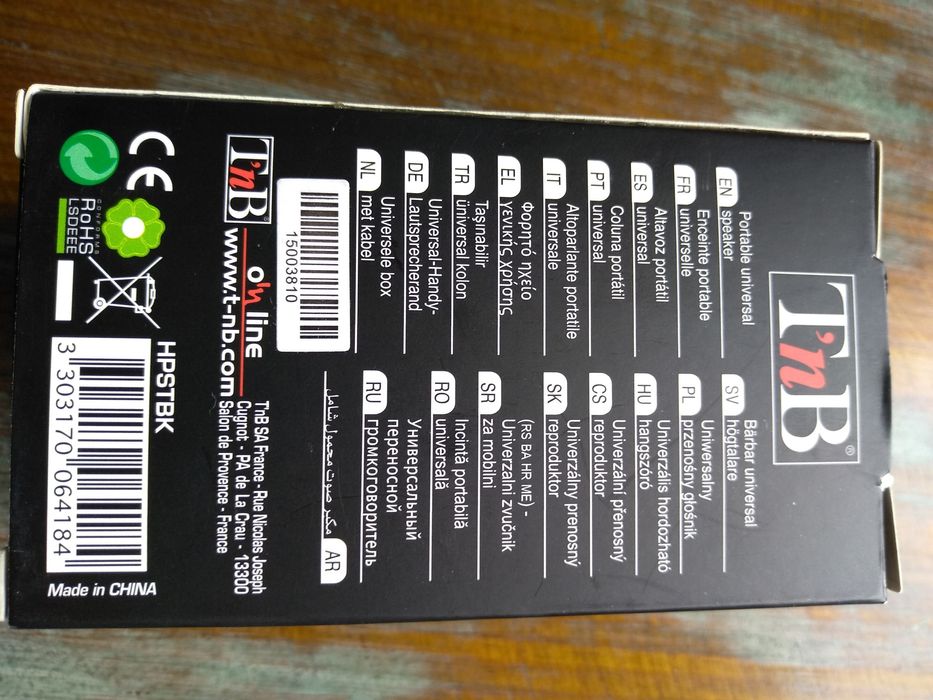 T'nB®
EN
Portable universal
speaker
FR
Enceinte portable
universelle
ES
Altavoz portátil
universal
PT
Coluna portátil
universal
IT
Altoparlante portatile
universale
EL
Φορητό ηχείο
γενικής χρήσης
TR
Taşınabilir
üniversal kolon
DE
Universal-Handy-
Lautsprecherand
NL
Universele box
met kabel
SV
Bärbar universal
högtalare
PL
Uniwersalny
przenośny głośnik
HU
Univerzális hordozható
hangszóró
CS
Univerzální přenosný
reproduktor
SK
Univerzálny prenosný
reproduktor
SR
(RS BA HR ME) -
Univerzalni zvučnik
za mobilni
RO
Incintă portabilă
universală
RU
Универсальный
переносной
громкоговоритель
AR
مكبر صوت محمول شامل
15003810
T'nB®
on line
www.t-nb.com
TnB SA France - Rue Nicolas Joseph
Cugnot - PA de La Crau - 13300
Salon de Provence - France
CE
CONFORME
RoHS
LSDEEE
HPSTBK
3 303170 064184
Made in CHINA